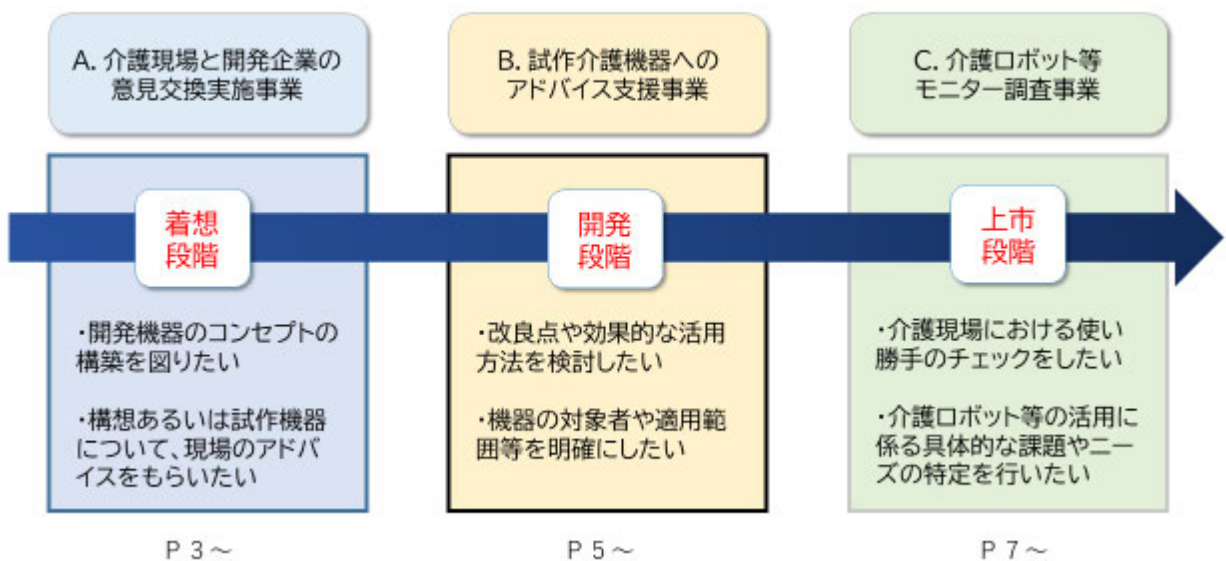 A. 介護現場と開発企業の
意見交換実施事業
B. 試作介護機器への
アドバイス支援事業
C. 介護ロボット等
モニター調査事業
着想
段階
開発
段階
上市
段階
・開発機器のコンセプトの
構築を図りたい
・構想あるいは試作機器
について、現場のアドバ
イスをもらいたい
・改良点や効果的な活用
方法を検討したい
・機器の対象者や適用範
囲等を明確にしたい
・介護現場における使い
勝手のチェックをしたい
・介護ロボット等の活用に
係る具体的な課題やニー
ズの特定を行いたい
P 3～
P 5～
P 7～